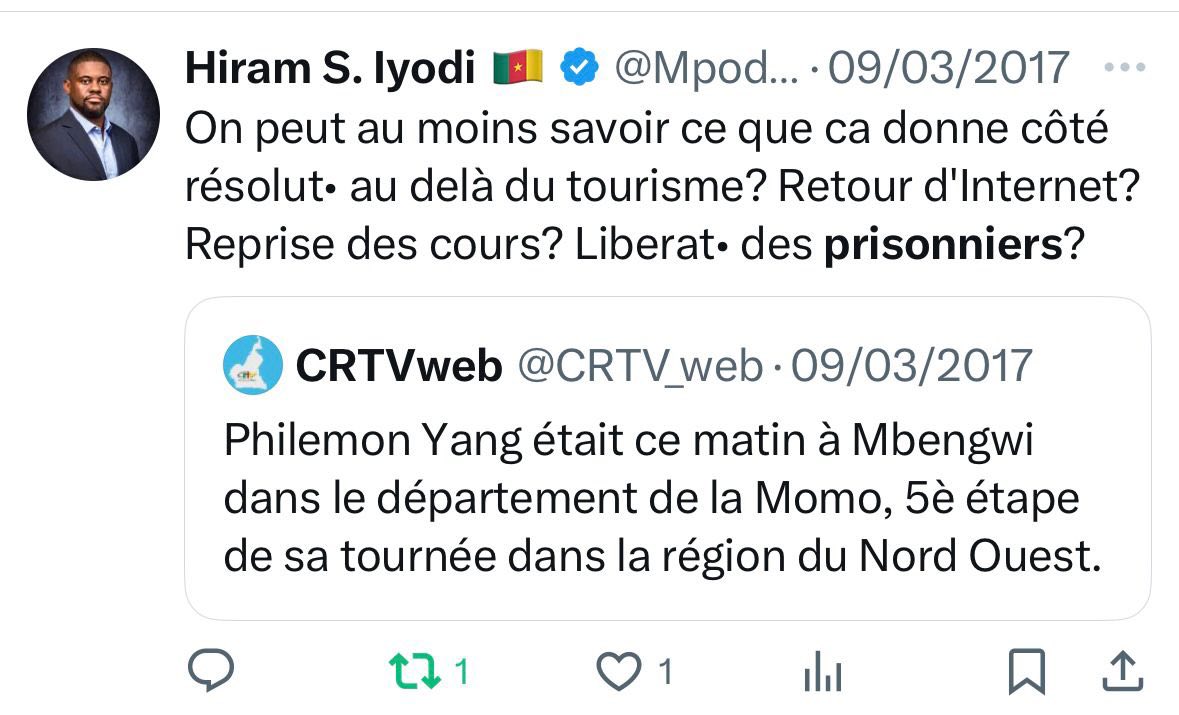 Hiram S. Iyodi 🇨🇲 @Mpod... · 09/03/2017
On peut au moins savoir ce que ca donne côté
résolut• au delà du tourisme? Retour d'Internet?
Reprise des cours? Liberat• des prisonniers?
CRTVweb @CRTV_web · 09/03/2017
Philemon Yang était ce matin à Mbengwi
dans le département de la Momo, 5è étape
de sa tournée dans la région du Nord Ouest.
1 1